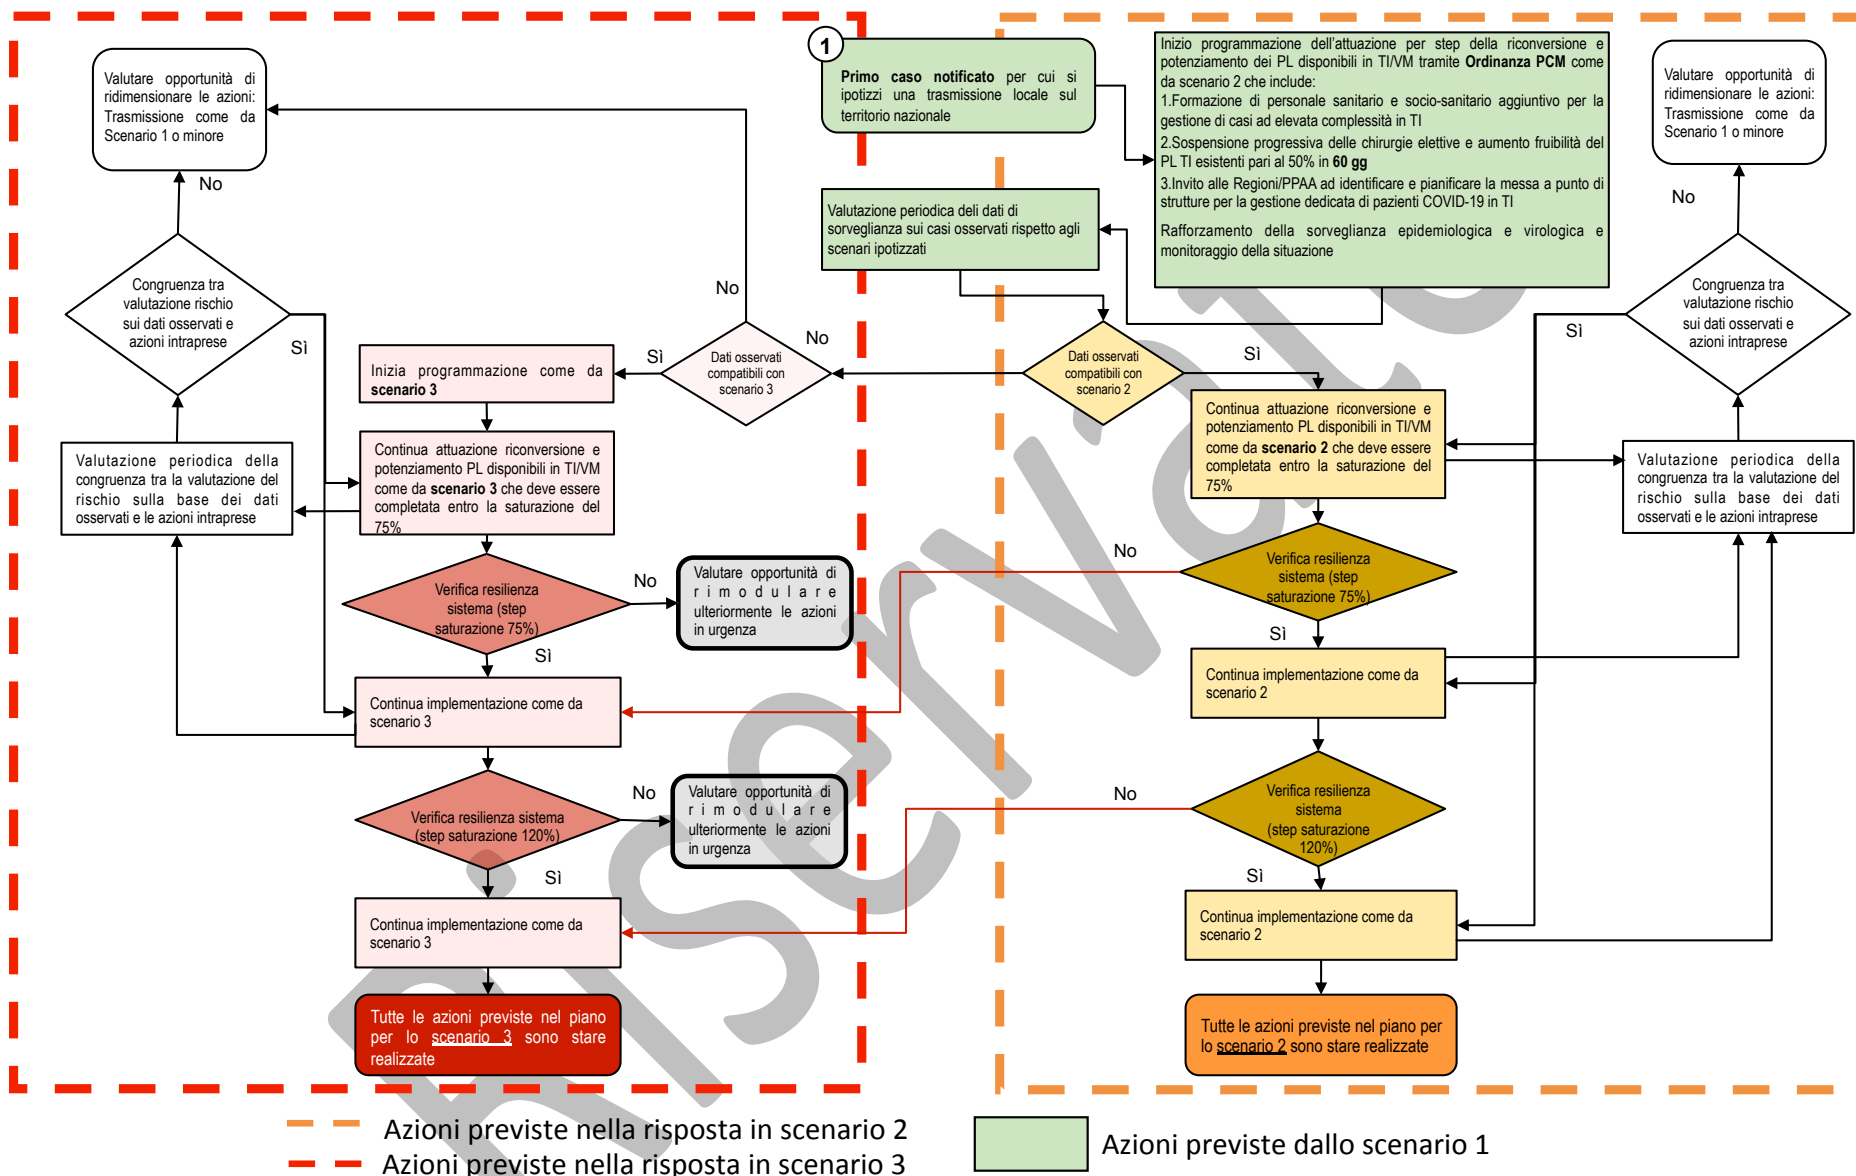 Valutare opportunità di
ridimensionare le azioni:
Trasmissione come da
Scenario 1 o minore
No
Congruenza tra
valutazione rischio
sui dati osservati e
azioni intraprese
Sì
Valutazione periodica della
congruenza tra la valutazione del
rischio sulla base dei dati
osservati e le azioni intraprese
Inizia programmazione come da
scenario 3
Continua attuazione riconversione e
potenziamento PL disponibili in TI/VM
come da scenario 3 che deve essere
completata entro la saturazione del
75%
Verifica resilienza
sistema (step
saturazione 75%)
No
Valutare opportunità di
rimodulare
ulteriormente le azioni
in urgenza
Sì
Continua implementazione come da
scenario 3
Verifica resilienza sistema
(step saturazione 120%)
No
Valutare opportunità di
rimodulare
ulteriormente le azioni
in urgenza
Sì
Continua implementazione come da
scenario 3
Tutte le azioni previste nel piano
per lo scenario 3 sono stare
realizzate
1
Primo caso notificato per cui si
ipotizzi una trasmissione locale sul
territorio nazionale
Inizio programmazione dell'attuazione per step della riconversione e
potenziamento dei PL disponibili in TI/VM tramite Ordinanza PCM come
da scenario 2 che include:
1.Formazione di personale sanitario e socio-sanitario aggiuntivo per la
gestione di casi ad elevata complessità in TI
2.Sospensione progressiva delle chirurgie elettive e aumento fruibilità del
PL TI esistenti pari al 50% in 60 gg
3.Invito alle Regioni/PPAA ad identificare e pianificare la messa a punto di
strutture per la gestione dedicata di pazienti COVID-19 in TI
Rafforzamento della sorveglianza epidemiologica e virologica e
monitoraggio della situazione
Valutazione periodica deli dati di
sorveglianza sui casi osservati rispetto agli
scenari ipotizzati
No
Sì
Dati osservati
compatibili con
scenario 3
No
Dati osservati
compatibili con
scenario 2
Sì
Continua attuazione riconversione e
potenziamento PL disponibili in TI/VM
come da scenario 2 che deve essere
completata entro la saturazione del
75%
No
Verifica resilienza
sistema (step
saturazione 75%)
Sì
Continua implementazione come da
scenario 2
No
Verifica resilienza
sistema
(step saturazione
120%)
Sì
Continua implementazione come da
scenario 2
Tutte le azioni previste nel piano per
lo scenario 2 sono stare realizzate
Valutare opportunità di
ridimensionare le azioni:
Trasmissione come da
Scenario 1 o minore
No
Congruenza tra
valutazione rischio
sui dati osservati e
azioni intraprese
Sì
Valutazione periodica della
congruenza tra la valutazione del
rischio sulla base dei dati
osservati e le azioni intraprese
Riservato
Azioni previste nella risposta in scenario 2
Azioni previste nella risposta in scenario 3
Azioni previste dallo scenario 1